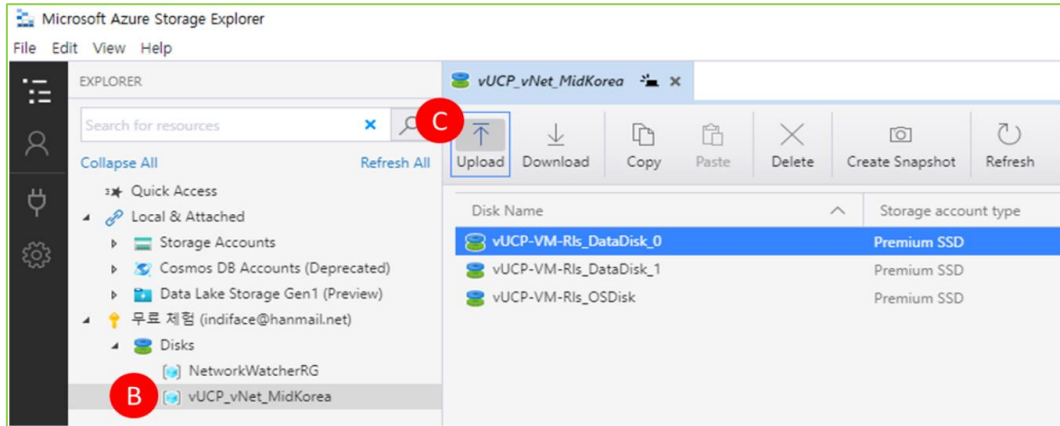 Microsoft Azure Storage Explorer
File Edit View Help
EXPLORER
Search for resources
Collapse All Refresh All
Quick Access
Local & Attached
Storage Accounts
Cosmos DB Accounts (Deprecated)
Data Lake Storage Gen1 (Preview)
무료 체험 (indiface@hanmail.net)
Disks
NetworkWatcherRG
B vUCP_vNet_MidKorea
vUCP_vNet_MidKorea
C
Upload Download Copy Paste Delete Create Snapshot Refresh
Disk Name Storage account type
vUCP-VM-RIs_DataDisk_0 Premium SSD
vUCP-VM-RIs_DataDisk_1 Premium SSD
vUCP-VM-RIs_OSDisk Premium SSD